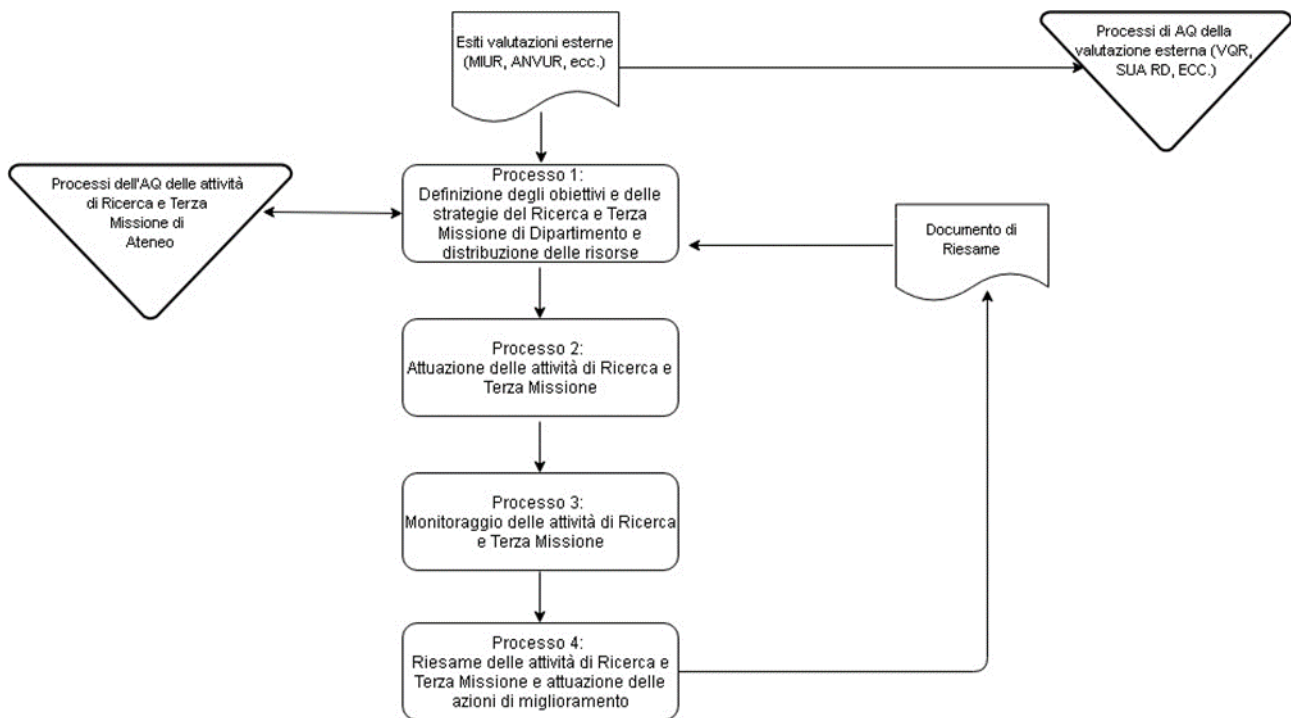 Esiti valutazioni esterne
(MIUR, ANVUR, ecc.)
Processi di AQ della
valutazione esterna (VQR,
SUA RD, ECC.)
Processi dell'AQ delle attività
di Ricerca e Terza
Missione di
Ateneo
Processo 1:
Definizione degli obiettivi e delle
strategie del Ricerca e Terza
Missione di Dipartimento e
distribuzione delle risorse
Documento di
Riesame
Processo 2:
Attuazione delle attività di Ricerca e
Terza Missione
Processo 3:
Monitoraggio delle attività di Ricerca
e Terza Missione
Processo 4:
Riesame delle attività di Ricerca e
Terza Missione e attuazione delle
azioni di miglioramento